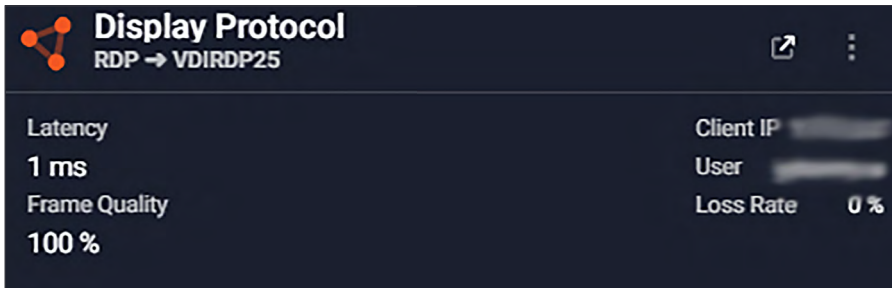 Display Protocol
RDP ➔ VDIRDP25
Latency
1 ms
Frame Quality
100 %
Client IP
User
Loss Rate 0 %